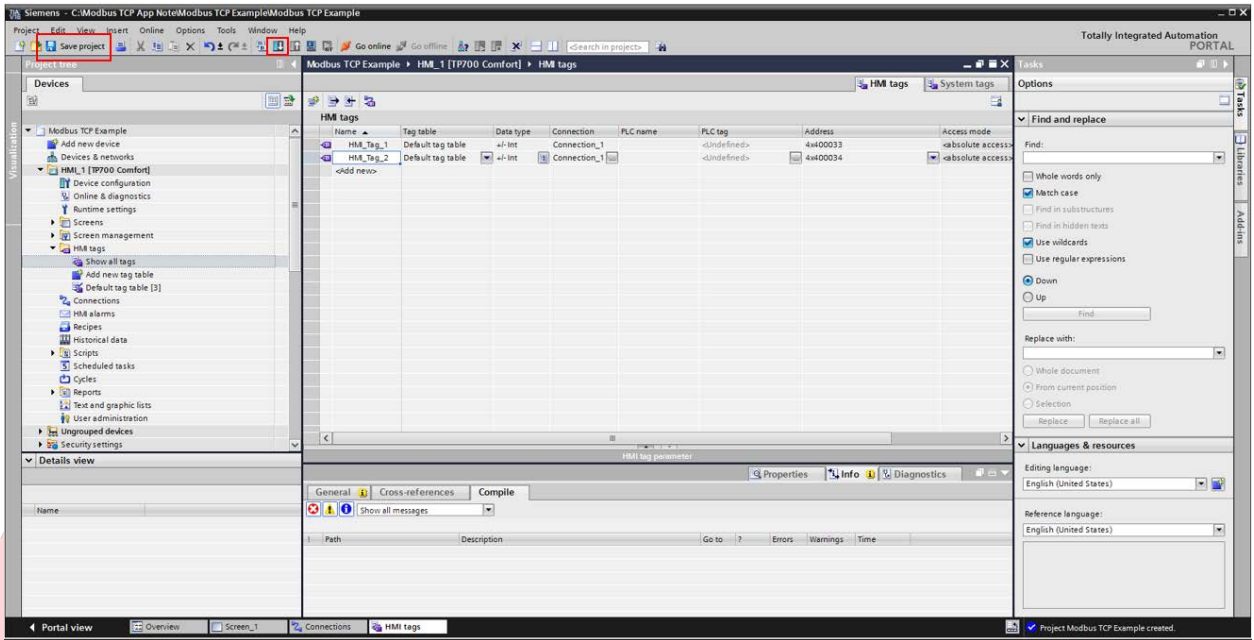 Siemens - C:\Modbus TCP App Note\Modbus TCP Example\Modbus TCP Example
Project Edit View Insert Online Options Tools Window Help
Save project Go online Go offline <Search in project>
Totally Integrated Automation
PORTAL
Project tree
Devices
Visualization
Modbus TCP Example
Add new device
Devices & networks
HMI_1 [TP700 Comfort]
Device configuration
Online & diagnostics
Runtime settings
Screens
Screen management
HMI tags
Show all tags
Add new tag table
Default tag table [3]
Connections
HMI alarms
Recipes
Historical data
Scripts
Scheduled tasks
Cycles
Reports
Text and graphic lists
User administration
Ungrouped devices
Security settings
Details view
Name
Modbus TCP Example HMI_1 [TP700 Comfort] HMI tags
HMI tags System tags
HMI tags
Name Tag table Data type Connection PLC name PLC tag Address Access mode
HMI_Tag_1 Default tag table +/- Int Connection_1 <Undefined> 4x400033 <absolute access>
HMI_Tag_2 Default tag table +/- Int Connection_1 <Undefined> 4x400034 <absolute access>
<Add new>
HMI tag parameter
Properties Info Diagnostics
General Cross-references Compile
Show all messages
! Path Description Go to ? Errors Warnings Time
Tasks
Options
Find and replace
Find:
Whole words only
Match case
Find in substructures
Find in hidden texts
Use wildcards
Use regular expressions
Down
Up
Find
Replace with:
Whole document
From current position
Selection
Replace Replace all
Languages & resources
Editing language:
English (United States)
Reference language:
English (United States)
Tasks
Libraries
Add-ins
Portal view Overview Screen_1 Connections HMI tags
Project Modbus TCP Example created.